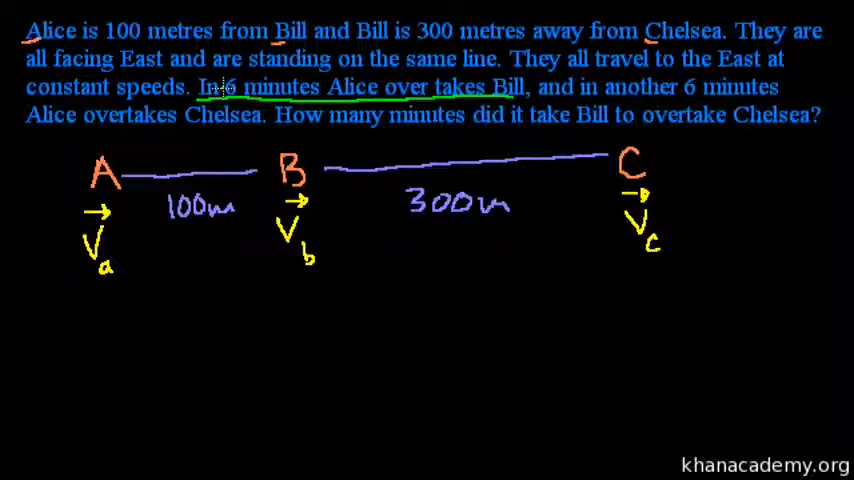 Alice is 100 metres from Bill and Bill is 300 metres away from Chelsea. They are
all facing East and are standing on the same line. They all travel to the East at
constant speeds. In 6 minutes Alice over takes Bill, and in another 6 minutes
Alice overtakes Chelsea. How many minutes did it take Bill to overtake Chelsea?
A B C
100m 300m
Va Vb Vc
khanacademy.org